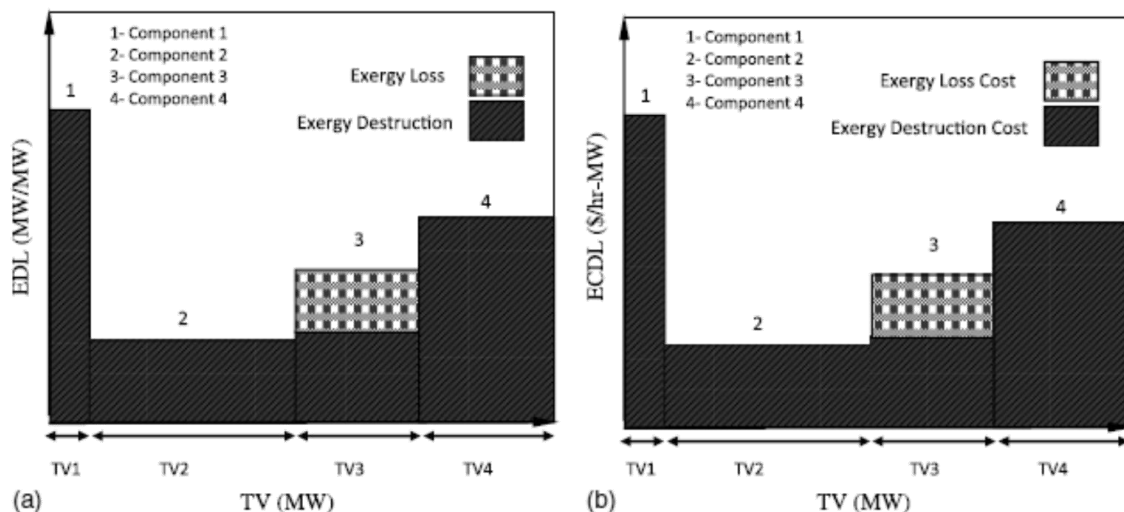 1- Component 1
2- Component 2
3- Component 3
4- Component 4
Exergy Loss
Exergy Destruction
1
2
3
4
EDL (MW/MW)
TV1
TV2
TV3
TV4
(a)
TV (MW)
1- Component 1
2- Component 2
3- Component 3
4- Component 4
Exergy Loss Cost
Exergy Destruction Cost
1
2
3
4
ECDL ($/hr-MW)
TV1
TV2
TV3
TV4
(b)
TV (MW)